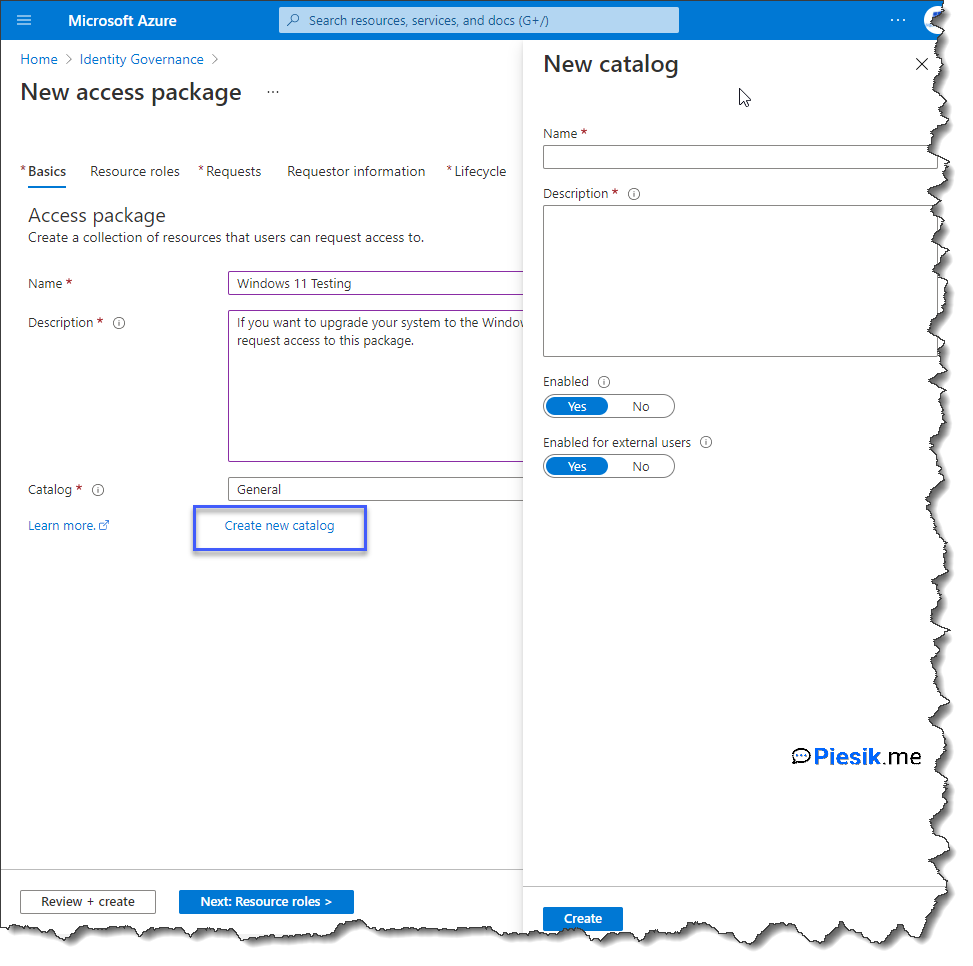 Microsoft Azure
Search resources, services, and docs (G+/)
Home > Identity Governance >
New access package ...
* Basics Resource roles * Requests Requestor information * Lifecycle
Access package
Create a collection of resources that users can request access to.
Name *
Windows 11 Testing
Description *
If you want to upgrade your system to the Window
request access to this package.
Catalog *
General
Learn more.
Create new catalog
Review + create
Next: Resource roles >
New catalog
Name *
Description *
Enabled
Yes No
Enabled for external users
Yes No
Piesik.me
Create